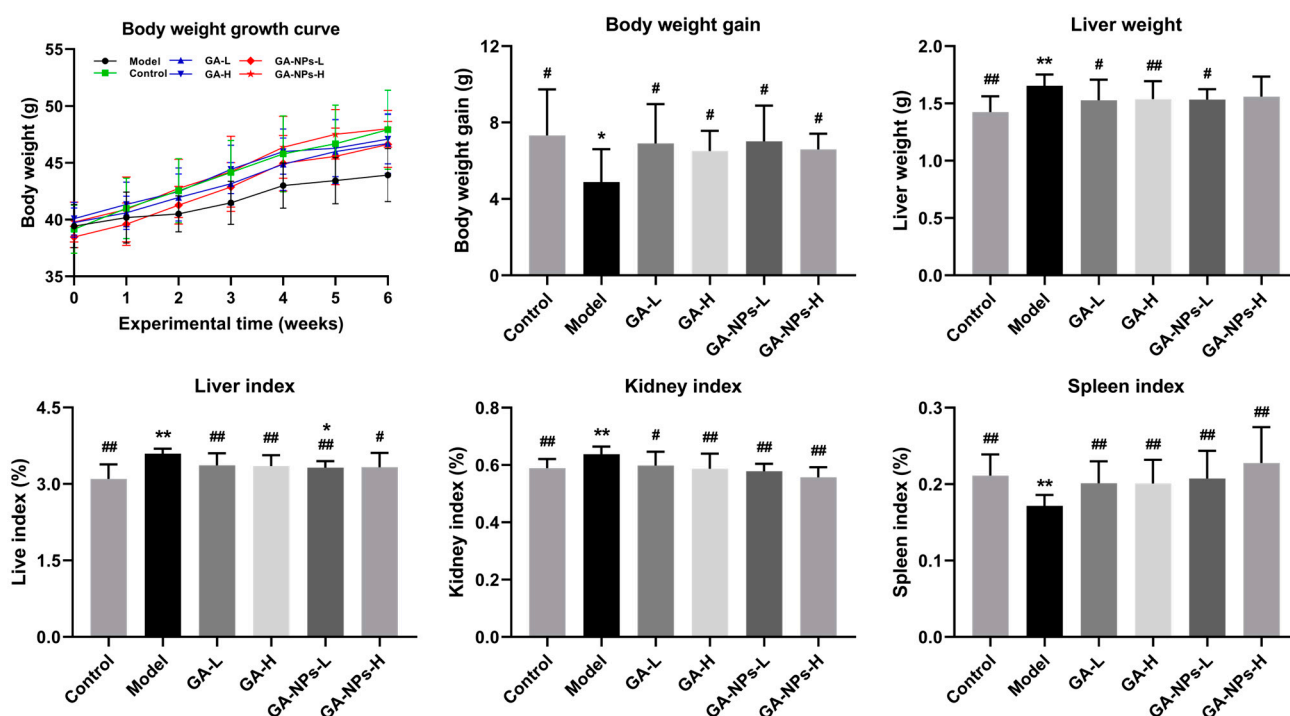 Body weight growth curve
Model GA-L GA-NPs-L
Control GA-H GA-NPs-H
Body weight (g)
55
50
45
40
35
0 1 2 3 4 5 6
Experimental time (weeks)
Body weight gain
Body weight gain (g)
12
8
4
0
# * # # # #
Control Model GA-L GA-H GA-NPs-L GA-NPs-H
Liver weight
Liver weight (g)
2.0
1.5
1.0
0.5
0.0
## ** # ## #
Control Model GA-L GA-H GA-NPs-L GA-NPs-H
Liver index
Live index (%)
4.5
3.0
1.5
0.0
*
## ** ## ## ## #
Control Model GA-L GA-H GA-NPs-L GA-NPs-H
Kidney index
Kidney index (%)
0.8
0.6
0.4
0.2
0.0
## ** # ## ## ##
Control Model GA-L GA-H GA-NPs-L GA-NPs-H
Spleen index
Spleen index (%)
0.3
0.2
0.1
0.0
## ** ## ## ## ##
Control Model GA-L GA-H GA-NPs-L GA-NPs-H